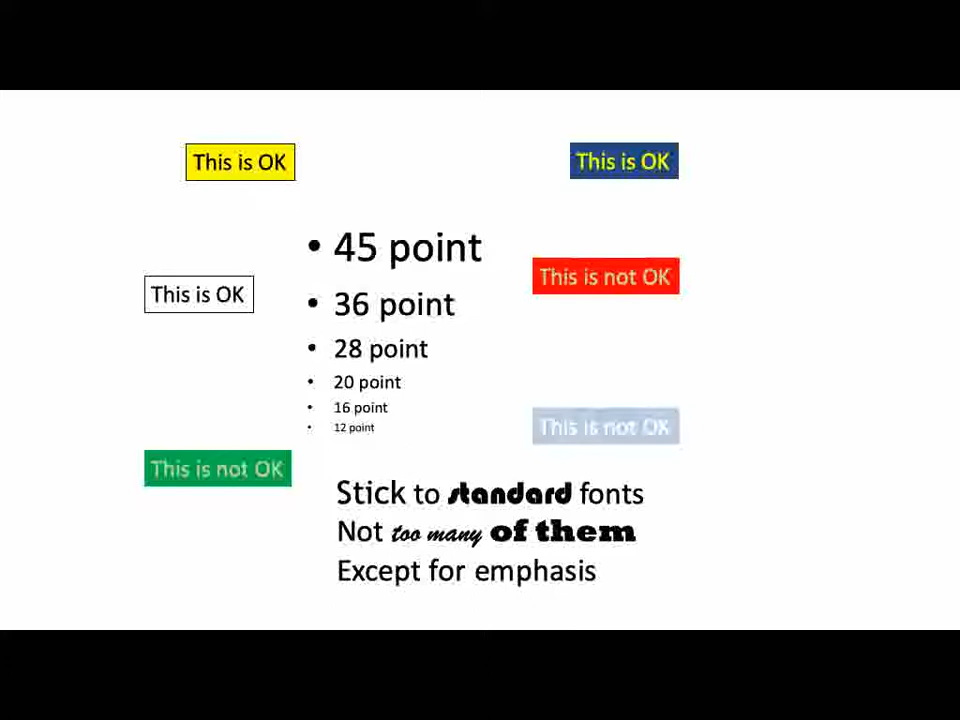 This is OK
This is OK
• 45 point
This is not OK
This is OK
• 36 point
• 28 point
• 20 point
• 16 point
• 12 point
This is not OK
This is not OK
Stick to standard fonts
Not too many of them
Except for emphasis